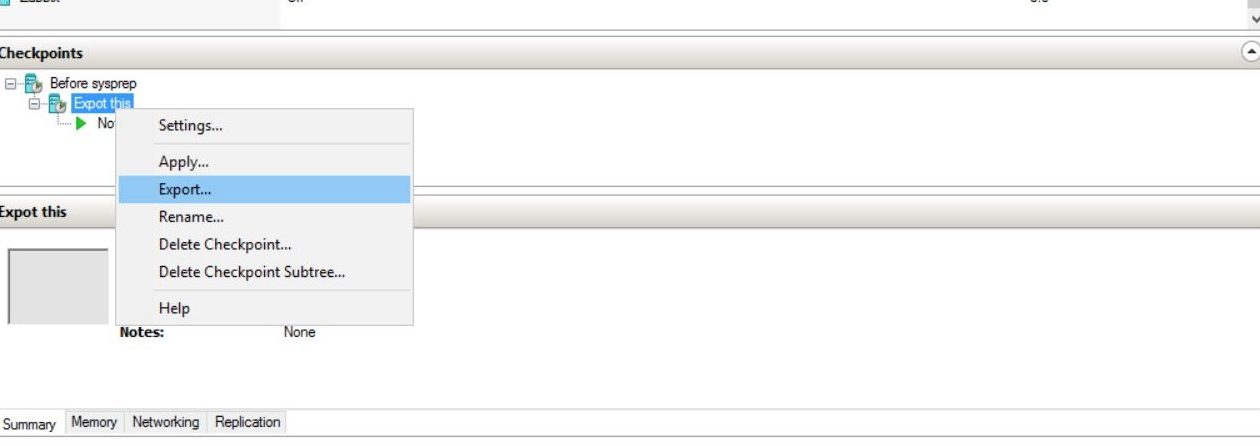 Checkpoints
Before sysprep
Expot this
No
Settings...
Apply...
Export...
Rename...
Delete Checkpoint...
Delete Checkpoint Subtree...
Help
Expot this
Notes: None
Summary Memory Networking Replication